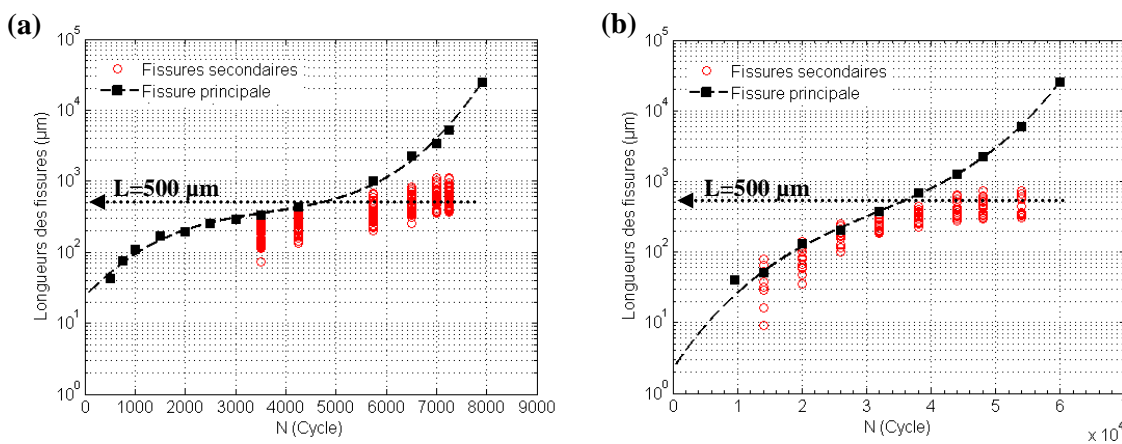 (a)
10^5
10^4
10^3
10^2
10^1
10^0
Longueurs des fissures (µm)
Fissures secondaires
Fissure principale
L=500 µm
0 1000 2000 3000 4000 5000 6000 7000 8000 9000
N (Cycle)
(b)
10^5
10^4
10^3
10^2
10^1
10^0
Longueurs des fissures (µm)
Fissures secondaires
Fissure principale
L=500 µm
0 1 2 3 4 5 6 7
N (Cycle)
x 10^4